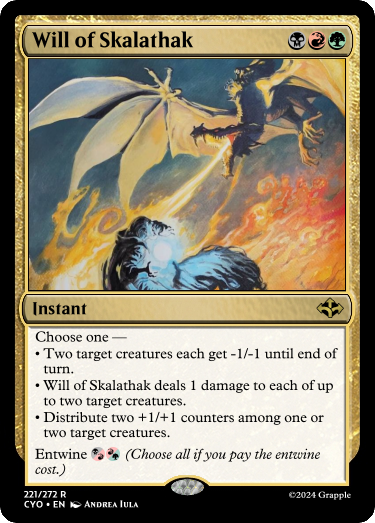 Will of Skalathak
Instant
Choose one —
• Two target creatures each get -1/-1 until end of
turn.
• Will of Skalathak deals 1 damage to each of up
to two target creatures.
• Distribute two +1/+1 counters among one or
two target creatures.
Entwine (Choose all if you pay the entwine
cost.)
221/272 R
CYO • EN Andrea Iula
©2024 Grapple